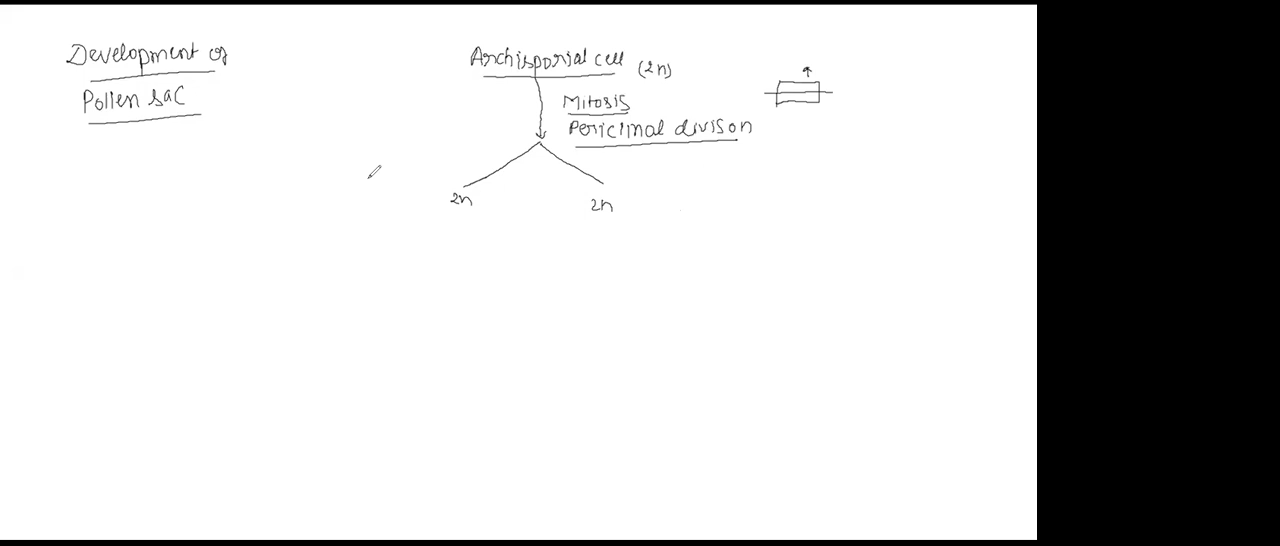 Development of
Pollen sac
Archisporial cell (2n)
Mitosis
Periclinal divison
2n
2n